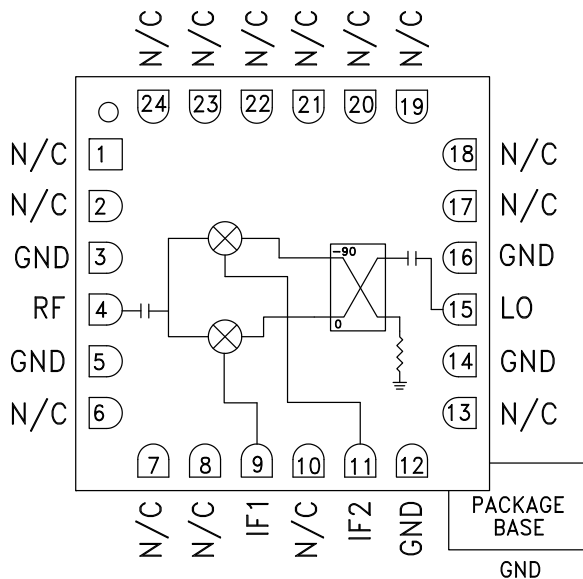 N/C N/C N/C N/C N/C N/C
24 23 22 21 20 19
N/C 1 18 N/C
N/C 2 17 N/C
GND 3 -90 16 GND
RF 4 0 15 LO
GND 5 14 GND
N/C 6 13 N/C
7 8 9 10 11 12
N/C N/C IF1 N/C IF2 GND
PACKAGE
BASE
GND